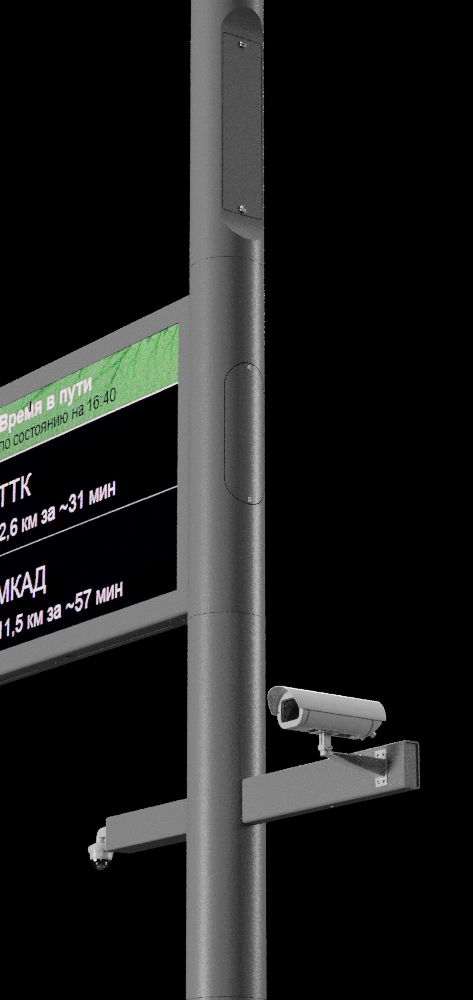 Время в пути
по состоянию на 16:40
ТТК
2,6 км за ~31 мин
МКАД
11,5 км за ~57 мин